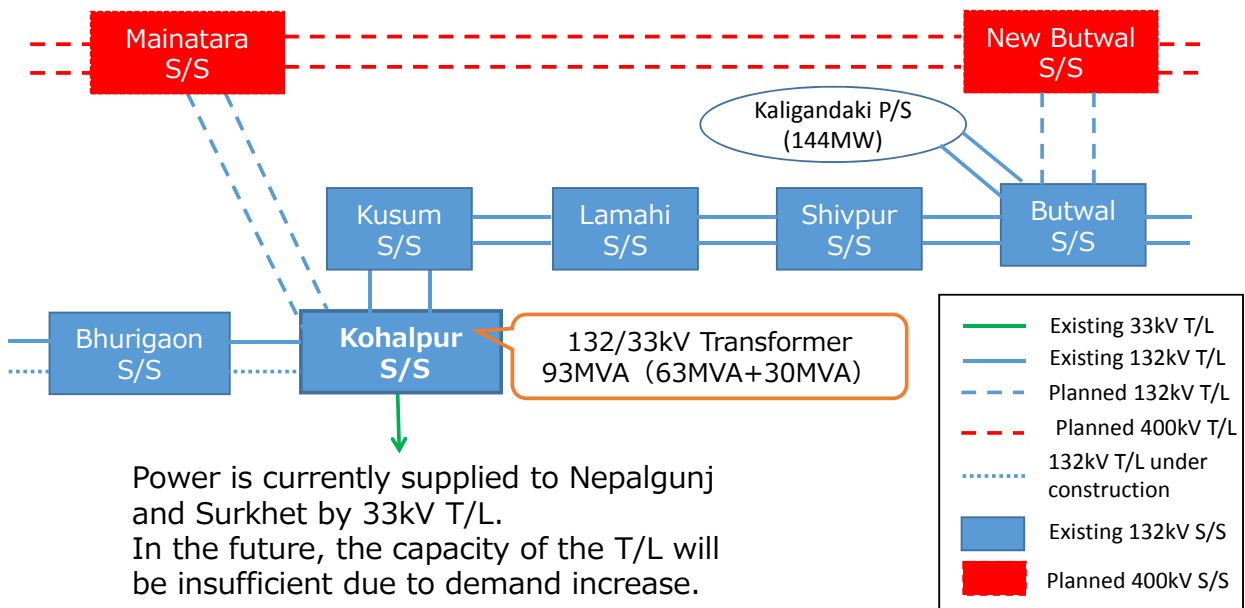 Mainatara
S/S
New Butwal
S/S
Kaligandaki P/S
(144MW)
Kusum
S/S
Lamahi
S/S
Shivpur
S/S
Butwal
S/S
Bhurigaon
S/S
Kohalpur
S/S
132/33kV Transformer
93MVA（63MVA+30MVA）
Power is currently supplied to Nepalgunj
and Surkhet by 33kV T/L.
In the future, the capacity of the T/L will
be insufficient due to demand increase.
Existing 33kV T/L
Existing 132kV T/L
Planned 132kV T/L
Planned 400kV T/L
132kV T/L under
construction
Existing 132kV S/S
Planned 400kV S/S